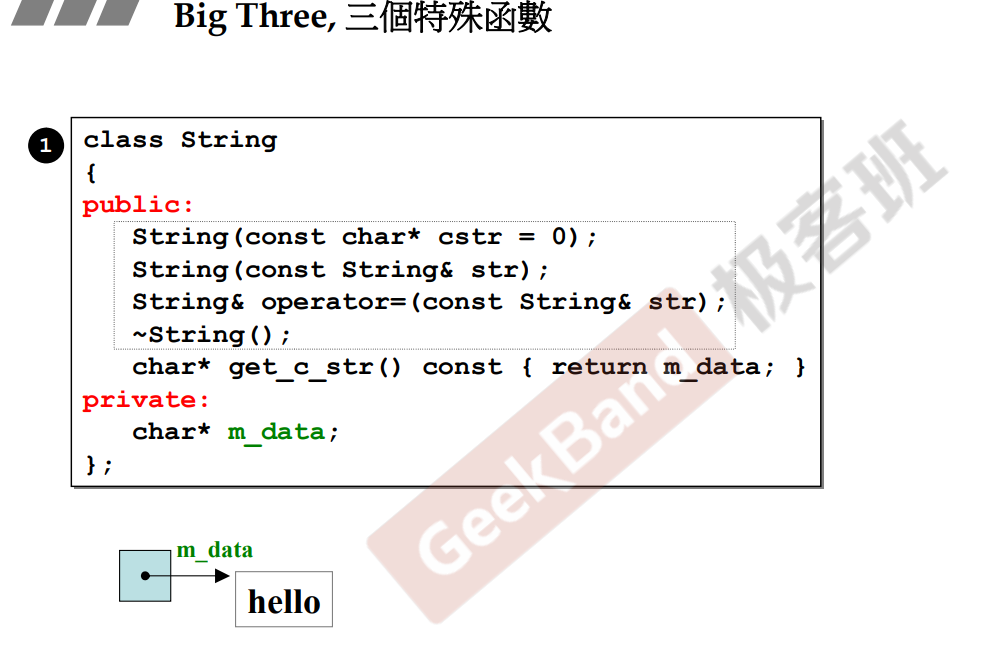 Big Three, 三個特殊函數
1
class String
{
public:
String(const char* cstr = 0);
String(const String& str);
String& operator=(const String& str);
~String();
char* get_c_str() const { return m_data; }
private:
char* m_data;
};
m_data
hello
GeekBand 极客班